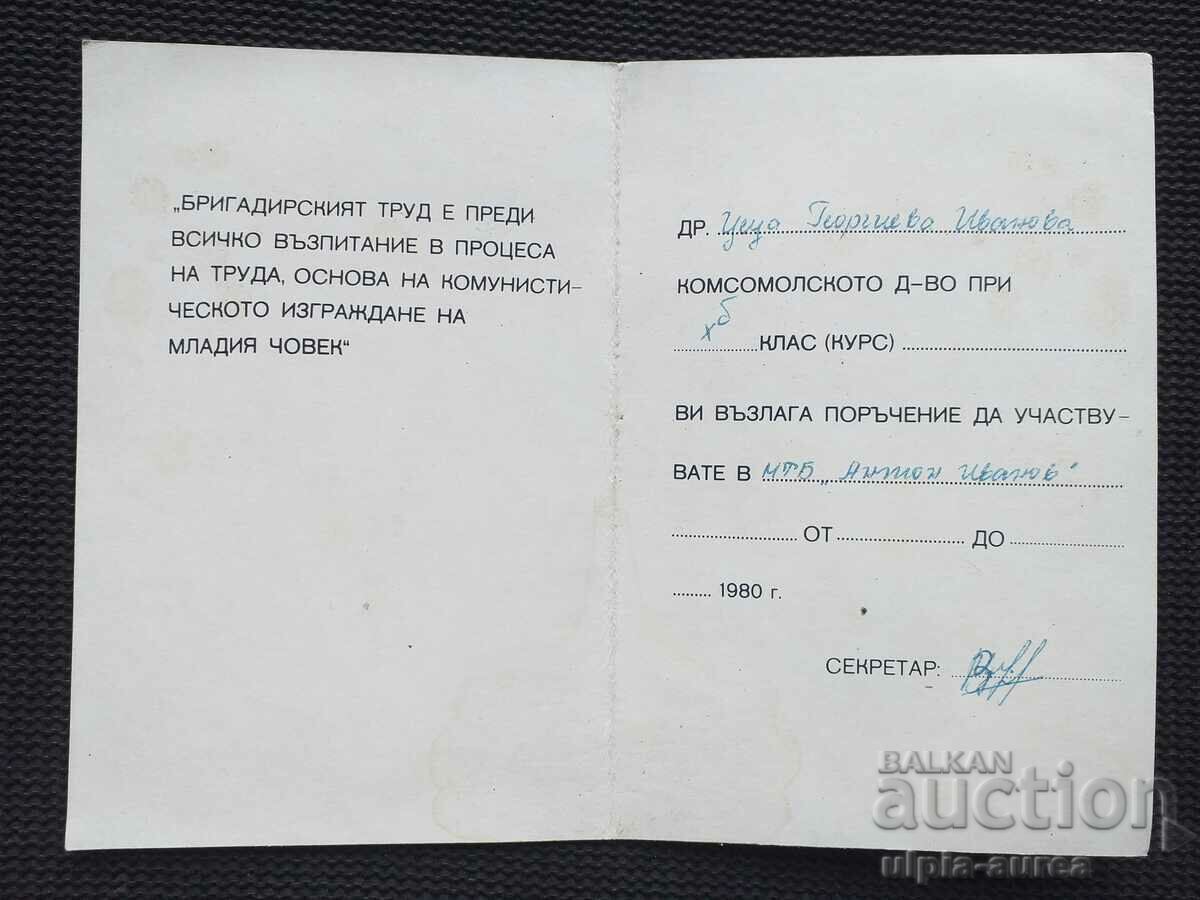 „БРИГАДИРСКИЯТ ТРУД Е ПРЕДИ
ВСИЧКО ВЪЗПИТАНИЕ В ПРОЦЕСА
НА ТРУДА, ОСНОВА НА КОМУНИСТИ-
ЧЕСКОТО ИЗГРАЖДАНЕ НА
МЛАДИЯ ЧОВЕК"
ДР. Георгиева Иванова
КОМСОМОЛСКОТО Д-ВО ПРИ
Xб КЛАС (КУРС)
ВИ ВЪЗЛАГА ПОРЪЧЕНИЕ ДА УЧАСТВУ-
ВАТЕ В МТБ „Антон Иванов"
ОТ ДО
1980 г.
СЕКРЕТАР:
BALKAN
auction
ulpia-aurea